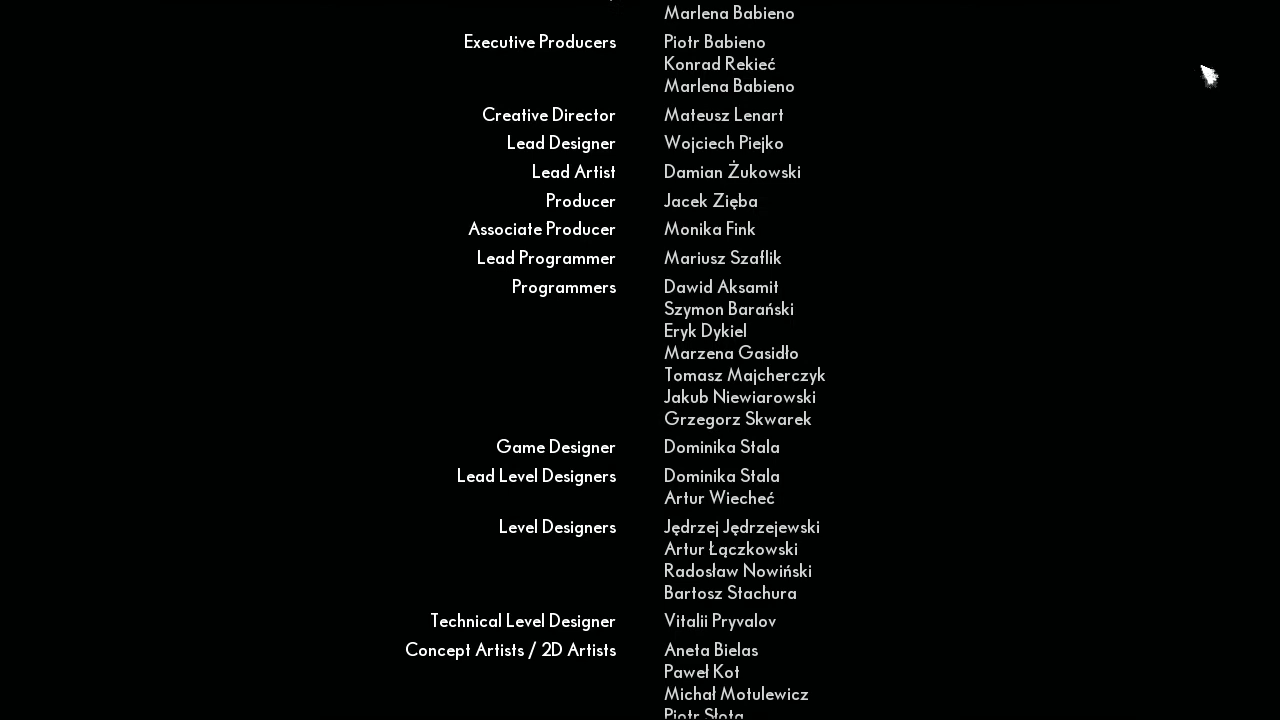 Marlena Babieno
Executive Producers Piotr Babieno
Konrad Rekieć
Marlena Babieno
Creative Director Mateusz Lenart
Lead Designer Wojciech Piejko
Lead Artist Damian Żukowski
Producer Jacek Zięba
Associate Producer Monika Fink
Lead Programmer Mariusz Szaflik
Programmers Dawid Aksamit
Szymon Barański
Eryk Dykiel
Marzena Gasidło
Tomasz Majcherczyk
Jakub Niewiarowski
Grzegorz Skwarek
Game Designer Dominika Stala
Lead Level Designers Dominika Stala
Artur Wiecheć
Level Designers Jędrzej Jędrzejewski
Artur Łączkowski
Radosław Nowiński
Bartosz Stachura
Technical Level Designer Vitalii Pryvalov
Concept Artists / 2D Artists Aneta Bielas
Paweł Kot
Michał Motulewicz
Piotr Słota